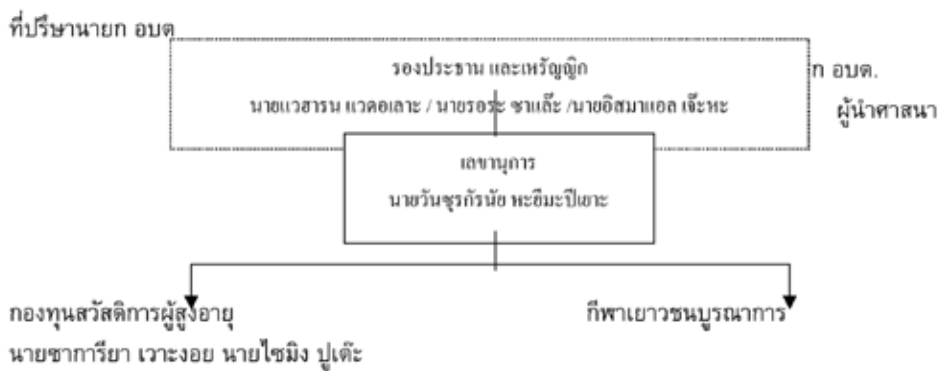 ที่ปรึษานายก อบต
รองประธาน และเหรัญญิก
ก อบต.
นายแวฮารน แวดอเลาะ / นายรอระ ซาแล๊ะ /นายอิสมาแอล เจ๊ะหะ
ผู้นำศาสนา
เลขานุการ
นายวันซุรกัรนัย หะยีมะปีเยาะ
กองทุนสวัสดิการผู้สูงอายุ
กีฬาเยาวชนบูรณาการ
นายซาการียา เวาะงอย นายไซมิง ปูเต๊ะ